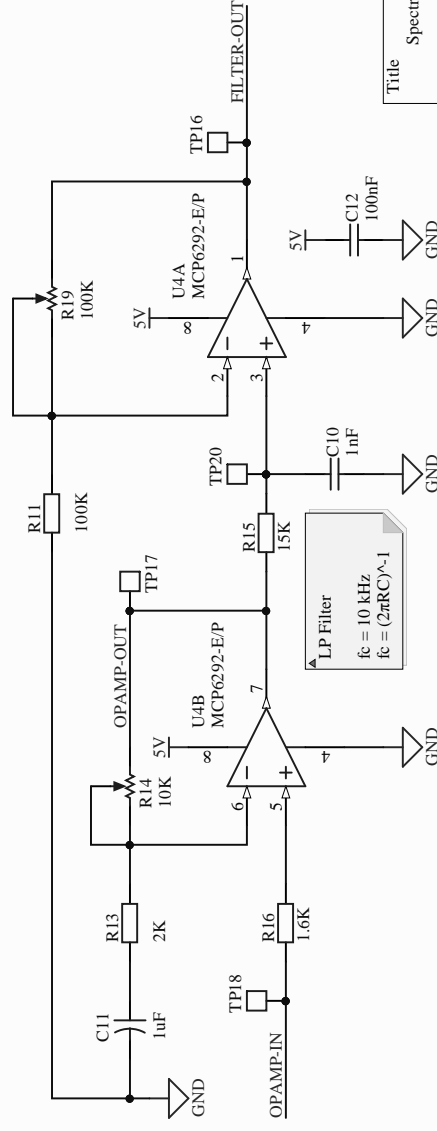 Title
Spectr
FILTER-OUT
TP16
R19
100K
R11
100K
5V
8
U4A
MCP6292-E/P
1
2
3
4
GND
5V
C12
100nF
GND
TP20
C10
1nF
GND
R15
15K
TP17
OPAMP-OUT
LP Filter
fc = 10 kHz
fc = (2πRC)^-1
U4B
MCP6292-E/P
5V
8
7
6
5
4
GND
R14
10K
R13
2K
C11
1uF
GND
R16
1.6K
TP18
OPAMP-IN